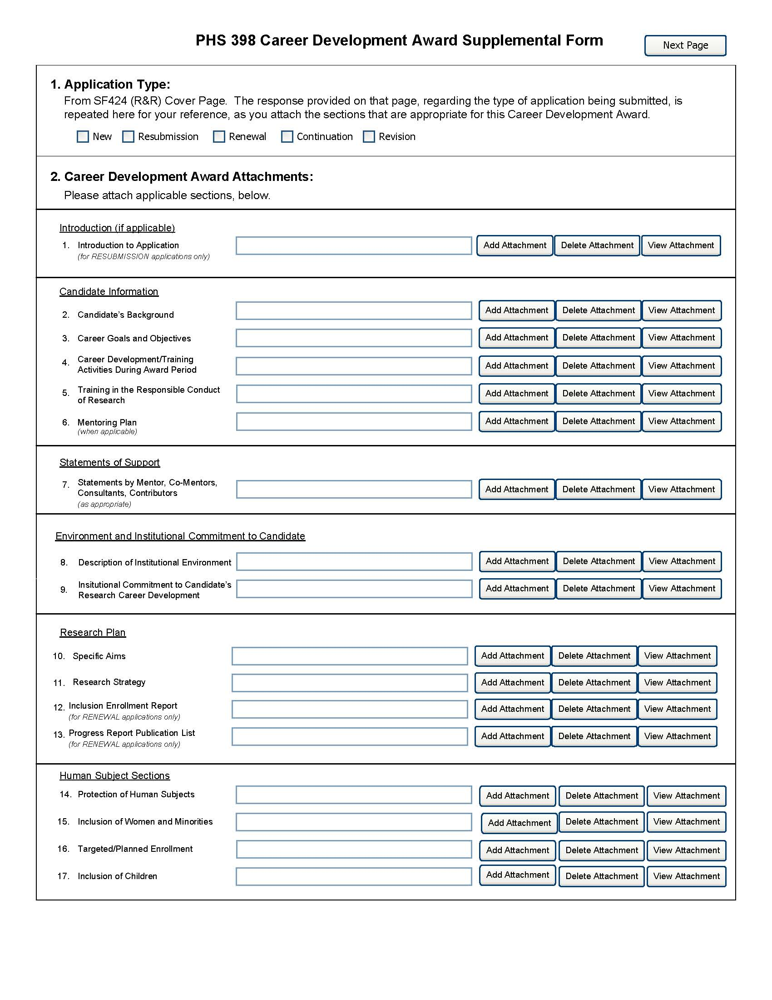 PHS 398 Career Development Award Supplemental Form
Next Page
1. Application Type:
From SF424 (R&R) Cover Page. The response provided on that page, regarding the type of application being submitted, is
repeated here for your reference, as you attach the sections that are appropriate for this Career Development Award.
New Resubmission Renewal Continuation Revision
2. Career Development Award Attachments:
Please attach applicable sections, below.
Introduction (if applicable)
1. Introduction to Application Add Attachment Delete Attachment View Attachment
(for RESUBMISSION applications only)
Candidate Information
2. Candidate's Background Add Attachment Delete Attachment View Attachment
3. Career Goals and Objectives Add Attachment Delete Attachment View Attachment
4. Career Development/Training
Activities During Award Period Add Attachment Delete Attachment View Attachment
5. Training in the Responsible Conduct
of Research Add Attachment Delete Attachment View Attachment
6. Mentoring Plan Add Attachment Delete Attachment View Attachment
(when applicable)
Statements of Support
7. Statements by Mentor, Co-Mentors,
Consultants, Contributors Add Attachment Delete Attachment View Attachment
(as appropriate)
Environment and Institutional Commitment to Candidate
8. Description of Institutional Environment Add Attachment Delete Attachment View Attachment
9. Insitutional Commitment to Candidate's
Research Career Development Add Attachment Delete Attachment View Attachment
Research Plan
10. Specific Aims Add Attachment Delete Attachment View Attachment
11. Research Strategy Add Attachment Delete Attachment View Attachment
12. Inclusion Enrollment Report Add Attachment Delete Attachment View Attachment
(for RENEWAL applications only)
13. Progress Report Publication List Add Attachment Delete Attachment View Attachment
(for RENEWAL applications only)
Human Subject Sections
14. Protection of Human Subjects Add Attachment Delete Attachment View Attachment
15. Inclusion of Women and Minorities Add Attachment Delete Attachment View Attachment
16. Targeted/Planned Enrollment Add Attachment Delete Attachment View Attachment
17. Inclusion of Children Add Attachment Delete Attachment View Attachment